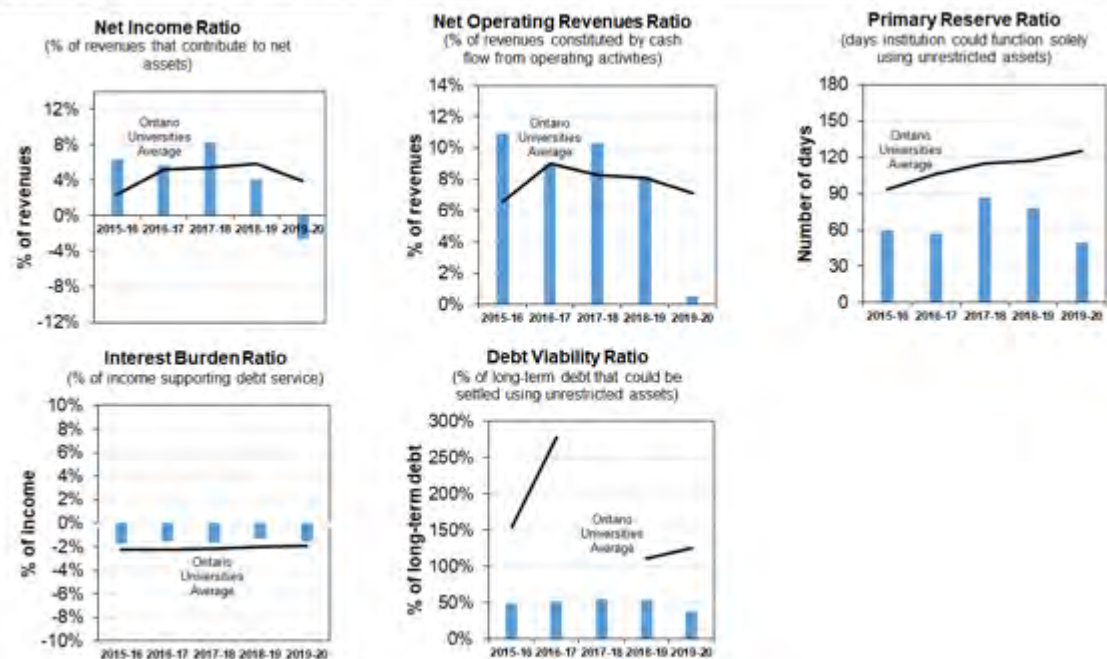 Net Income Ratio
(% of revenues that contribute to net
assets)
12%
8%
4%
0%
-4%
-8%
-12%
% of revenues
Ontario
Universities
Average
2015-16 2016-17 2017-18 2018-19 2019-20
Net Operating Revenues Ratio
(% of revenues constituted by cash
flow from operating activities)
14%
12%
10%
8%
6%
4%
2%
0%
% of revenues
Ontario
Universities
Average
2015-16 2016-17 2017-18 2018-19 2019-20
Primary Reserve Ratio
(days institution could function solely
using unrestricted assets)
180
150
120
90
60
30
0
Number of days
Ontario
Universities
Average
2015-16 2016-17 2017-18 2018-19 2019-20
Interest Burden Ratio
(% of income supporting debt service)
10%
8%
6%
4%
2%
0%
-2%
-4%
-6%
-8%
-10%
% of income
Ontario
Universities
Average
2015-16 2016-17 2017-18 2018-19 2019-20
Debt Viability Ratio
(% of long-term debt that could be
settled using unrestricted assets)
300%
250%
200%
150%
100%
50%
0%
% of long-term debt
Ontario
Universities
Average
2015-16 2016-17 2017-18 2018-19 2019-20